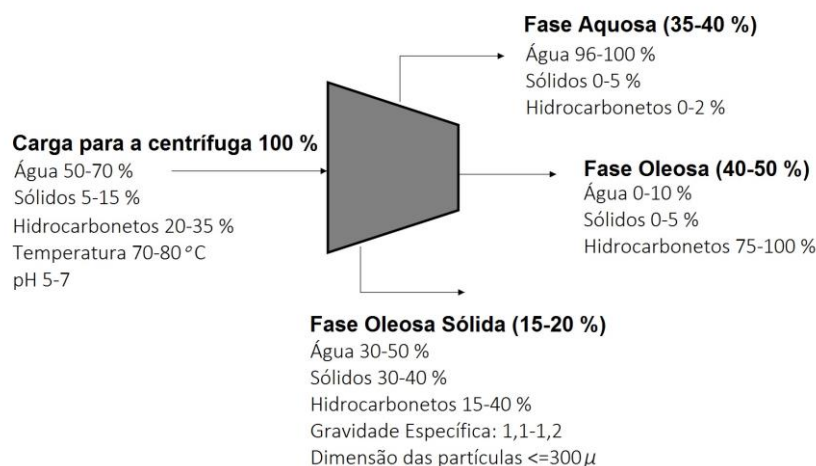 Fase Aquosa (35-40 %)
Água 96-100 %
Sólidos 0-5 %
Hidrocarbonetos 0-2 %
Carga para a centrífuga 100 %
Água 50-70 %
Sólidos 5-15 %
Hidrocarbonetos 20-35 %
Temperatura 70-80 °C
pH 5-7
Fase Oleosa (40-50 %)
Água 0-10 %
Sólidos 0-5 %
Hidrocarbonetos 75-100 %
Fase Oleosa Sólida (15-20 %)
Água 30-50 %
Sólidos 30-40 %
Hidrocarbonetos 15-40 %
Gravidade Específica: 1,1-1,2
Dimensão das partículas <=300μ